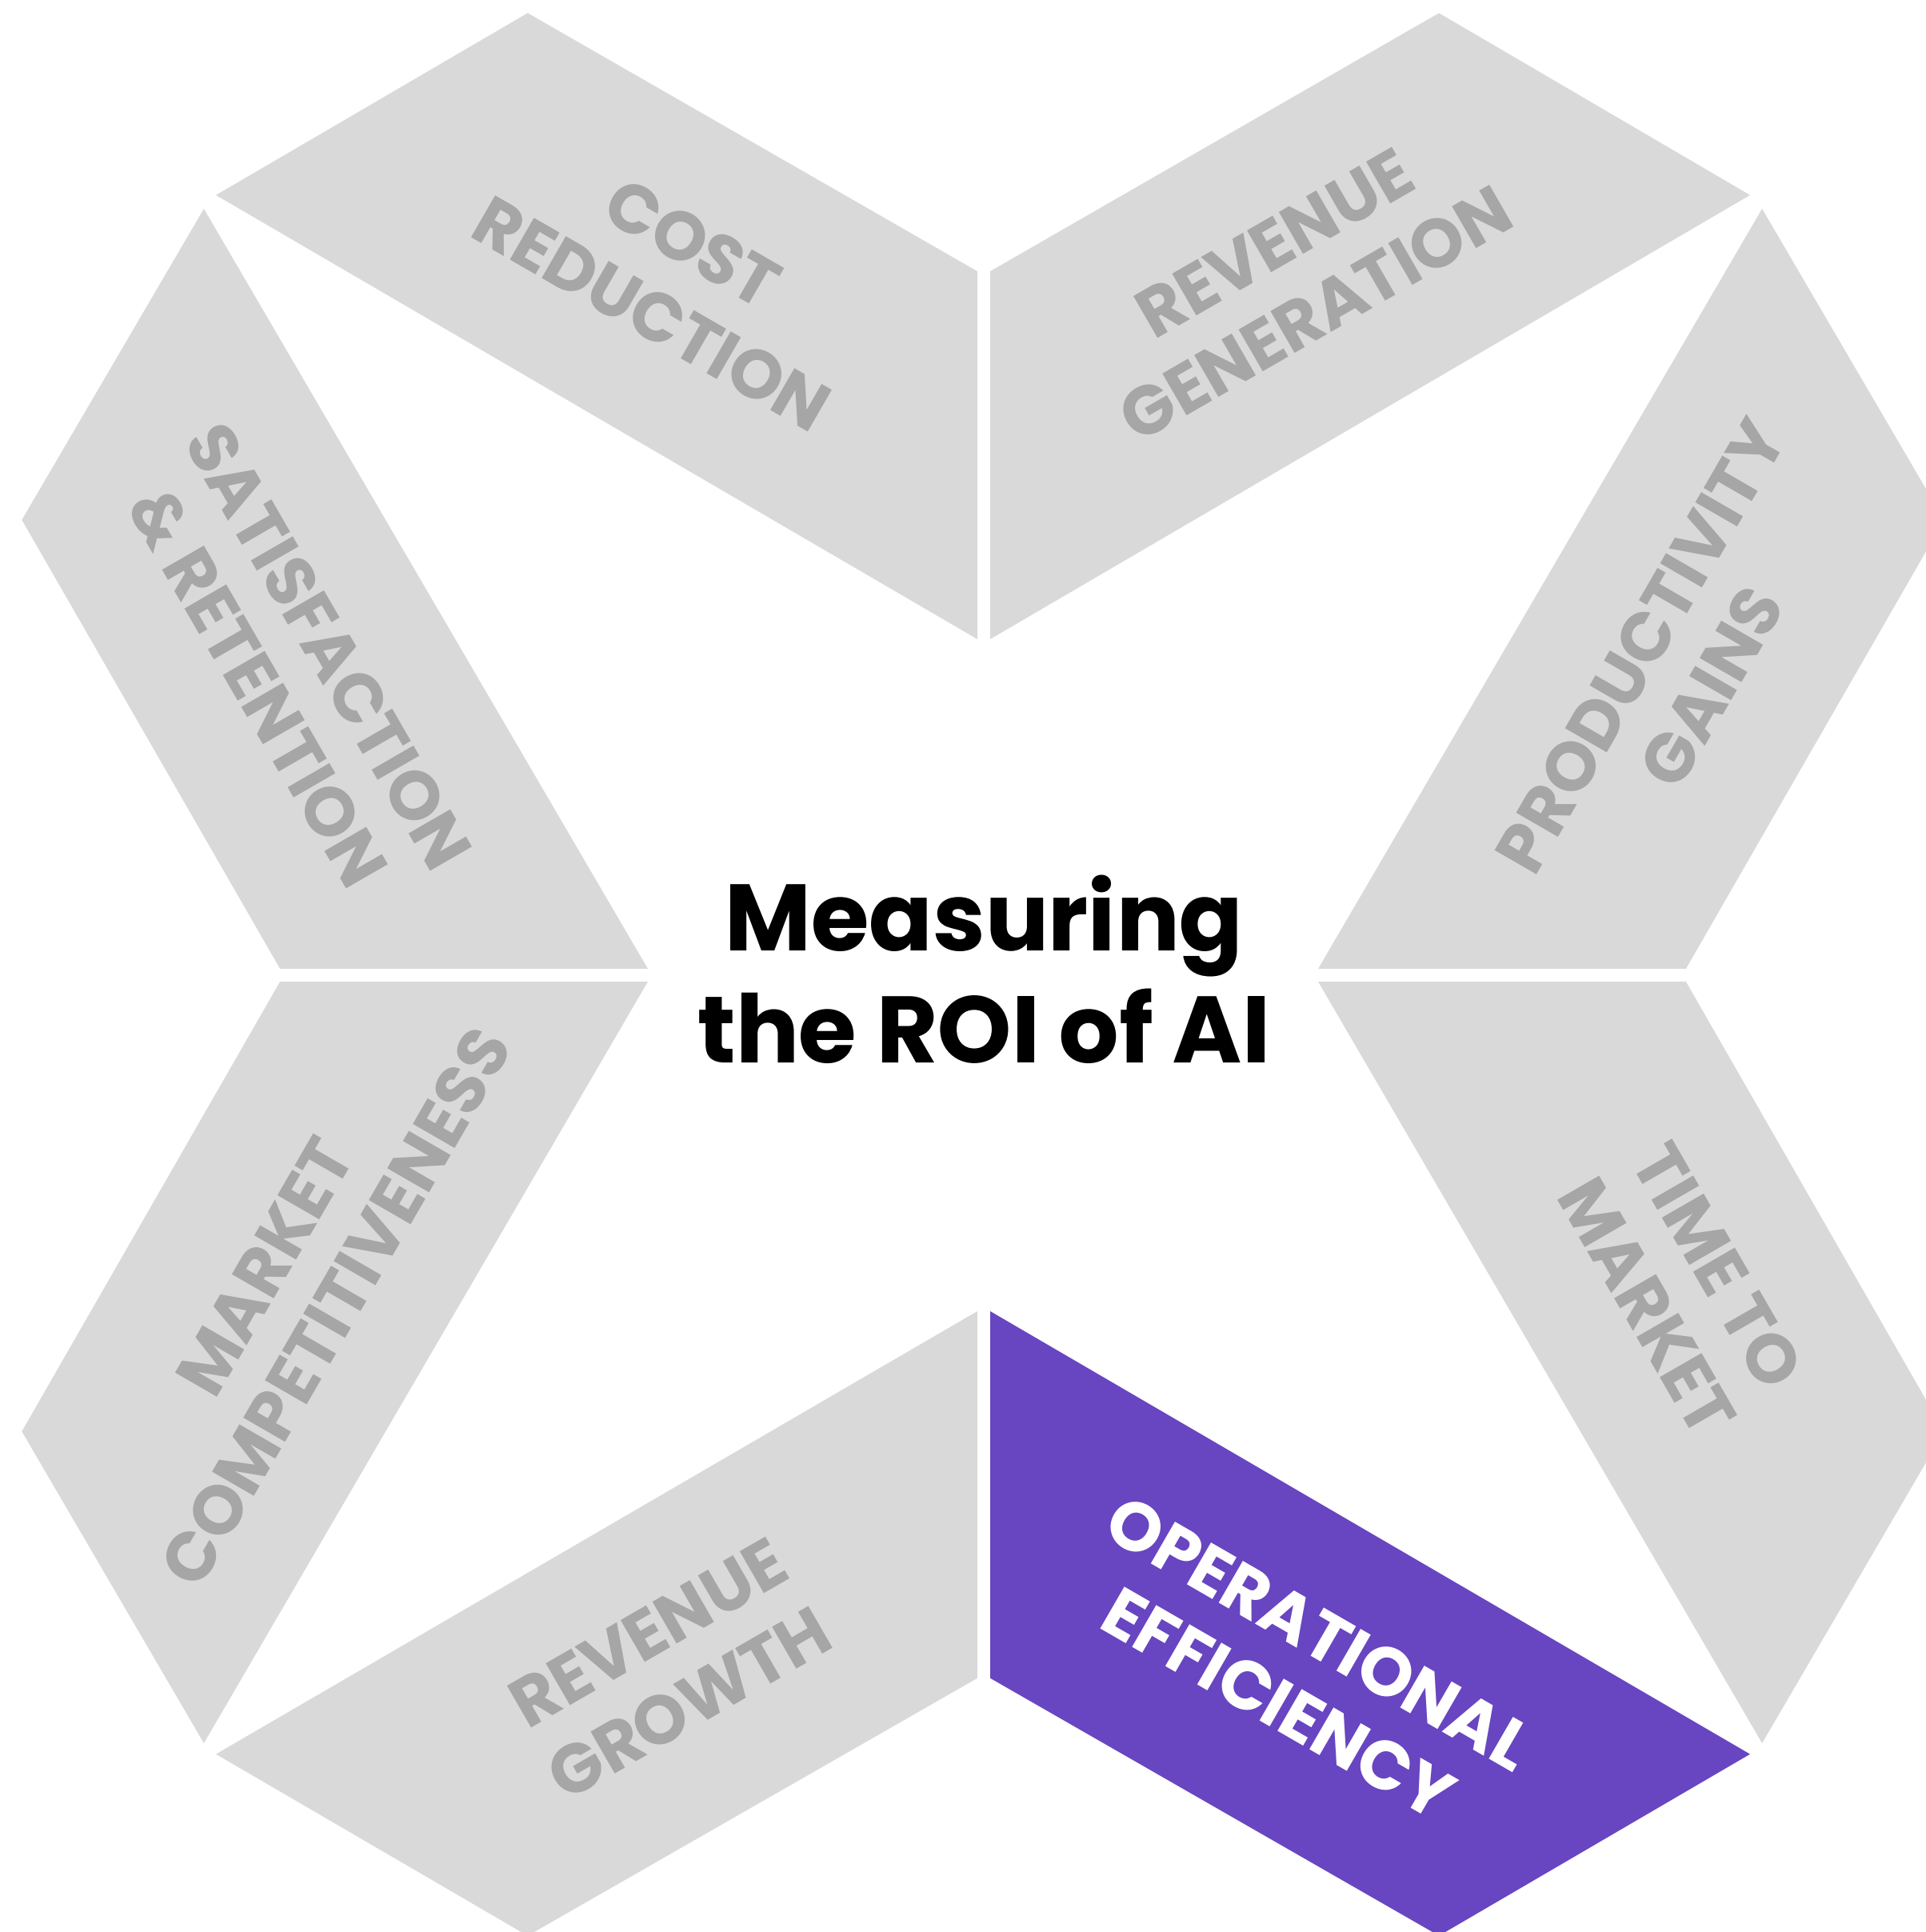 COST
REDUCTION
REVENUE
GENERATION
PRODUCTIVITY
GAINS
TIME TO
MARKET
OPERATIONAL
EFFICIENCY
REVENUE
GROWTH
MARKET
COMPETITIVENESS
SATISFACTION
& RETENTION
Measuring
the ROI of AI